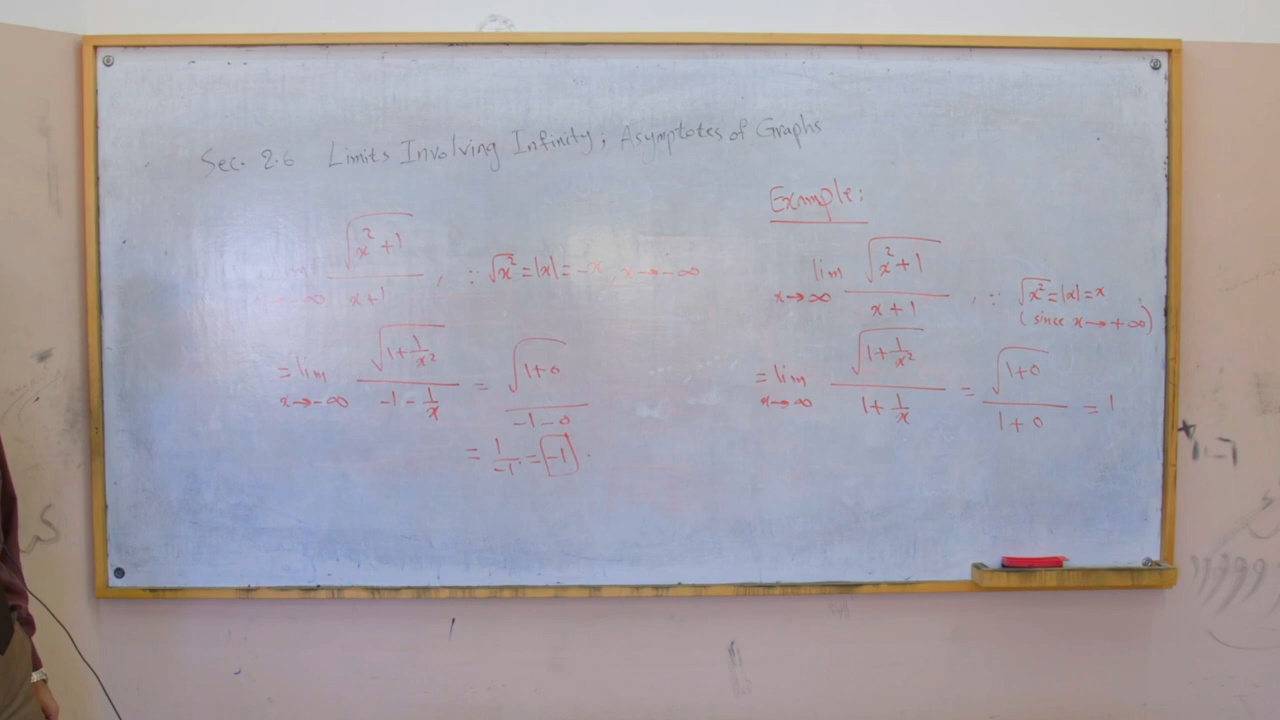 Sec. 2.6 Limits Involving Infinity; Asymptotes of Graphs
lim x→-∞ √(x²+1) / (x+1) , ∵ √x² = |x| = -x, x→-∞
= lim x→-∞ √(1+1/x²) / (-1-1/x) = √(1+0) / (-1-0)
= 1/-1 = -1.
Example:
lim x→∞ √(x²+1) / (x+1) , ∵ √x² = |x| = x
(since x→+∞)
= lim x→∞ √(1+1/x²) / (1+1/x) = √(1+0) / (1+0) = 1